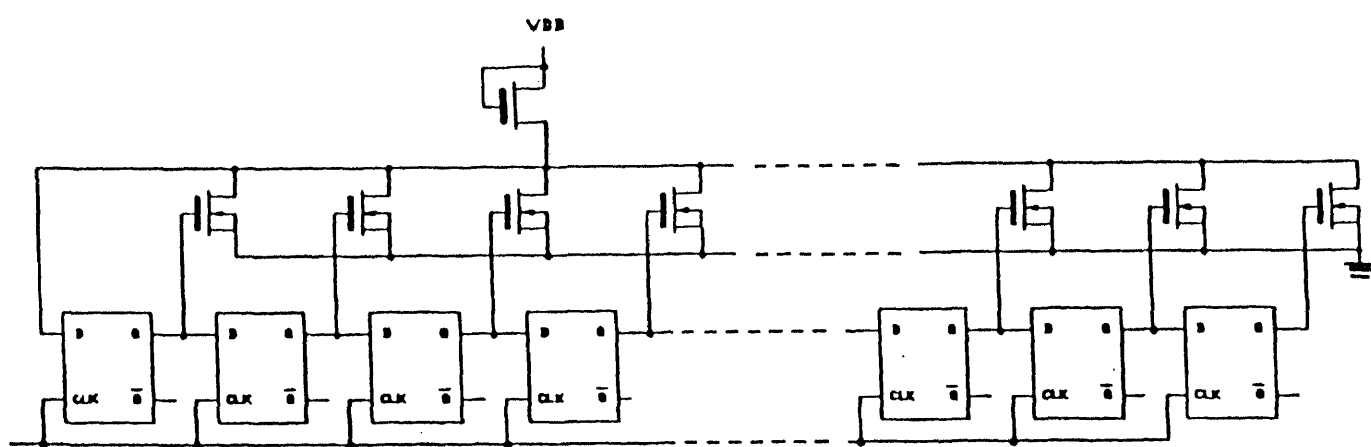 VDD
D Q D Q D Q D Q D Q D Q D Q
CLK Q̅ CLK Q̅ CLK Q̅ CLK Q̅ CLK Q̅ CLK Q̅ CLK Q̅